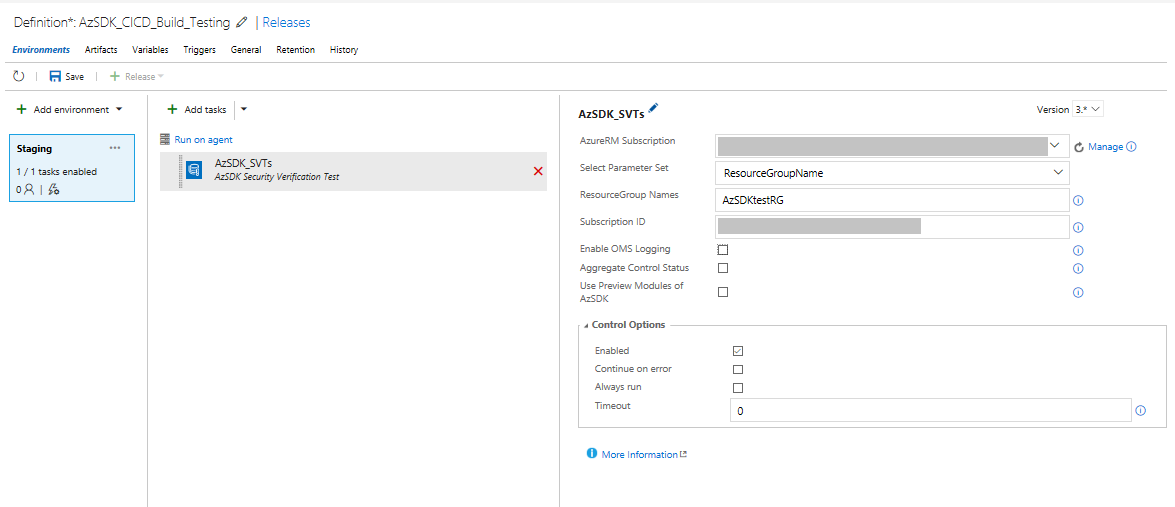 Definition*: AzSDK_CICD_Build_Testing | Releases
Environments Artifacts Variables Triggers General Retention History
Save Release
Add environment
Staging ...
1 / 1 tasks enabled
0
Add tasks
Run on agent
AzSDK_SVTs
AzSDK Security Verification Test
AzSDK_SVTs
Version 3.*
AzureRM Subscription
Manage
Select Parameter Set ResourceGroupName
ResourceGroup Names AzSDKtestRG
Subscription ID
Enable OMS Logging
Aggregate Control Status
Use Preview Modules of
AzSDK
Control Options
Enabled
Continue on error
Always run
Timeout 0
More Information